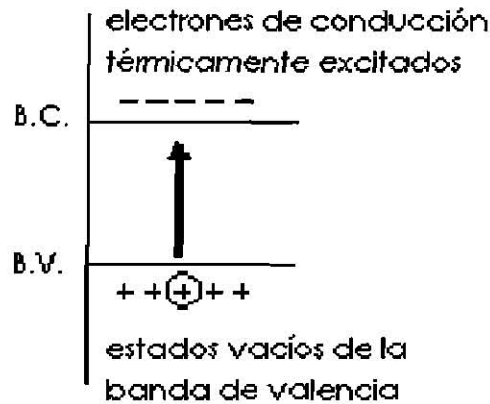 electrones de conducción
térmicamente excitados
– – – – –
B.C.
B.V.
+ + + + +
estados vacíos de la
banda de valencia